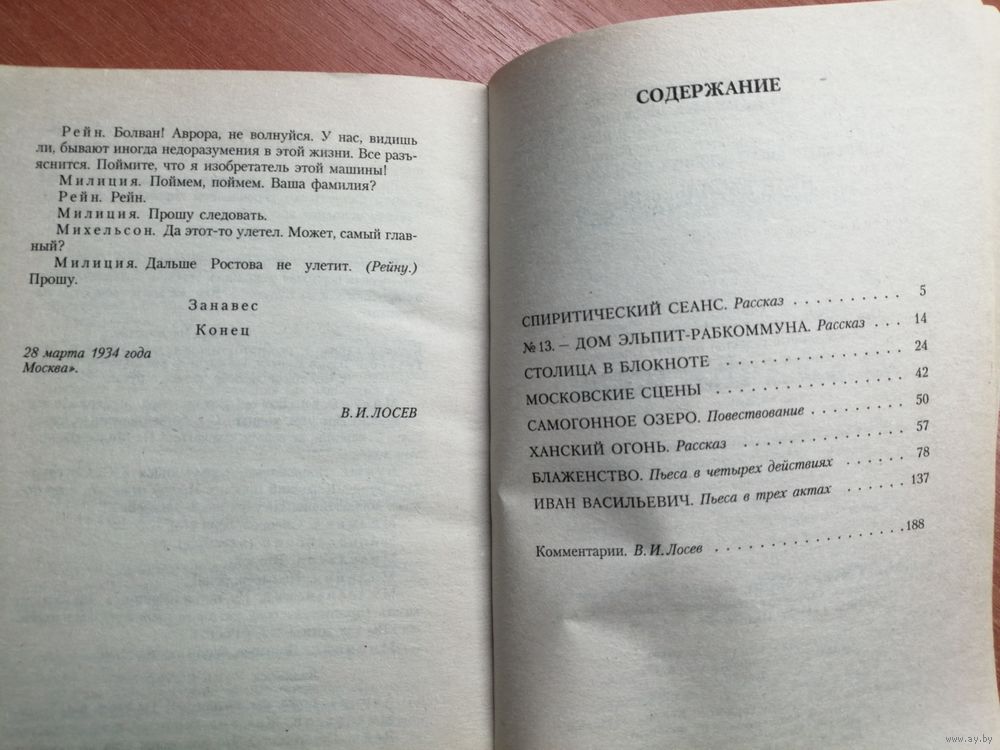 Рейн. Болван! Аврора, не волнуйся. У нас, видишь
ли, бывают иногда недоразумения в этой жизни. Все разъ-
яснится. Поймите, что я изобретатель этой машины!
Милиция. Поймем, поймем. Ваша фамилия?
Рейн. Рейн.
Милиция. Прошу следовать.
Михельсон. Да этот-то улетел. Может, самый глав-
ный?
Милиция. Дальше Ростова не улетит. (Рейну.)
Прошу.
Занавес
Конец
28 марта 1934 года
Москва».
В. И. ЛОСЕВ
СОДЕРЖАНИЕ
СПИРИТИЧЕСКИЙ СЕАНС. Рассказ . . . . . . . . . . 5
№ 13. – ДОМ ЭЛЬПИТ-РАБКОММУНА. Рассказ . . . 14
СТОЛИЦА В БЛОКНОТЕ . . . . . . . . . . . . . . . . 24
МОСКОВСКИЕ СЦЕНЫ . . . . . . . . . . . . . . . . 42
САМОГОННОЕ ОЗЕРО. Повествование . . . . . . . . . 50
ХАНСКИЙ ОГОНЬ. Рассказ . . . . . . . . . . . . . . 57
БЛАЖЕНСТВО. Пьеса в четырех действиях . . . . . . 78
ИВАН ВАСИЛЬЕВИЧ. Пьеса в трех актах . . . . . . 137
Комментарии. В. И. Лосев . . . . . . . . . . . . . . . 188
www.ay.by